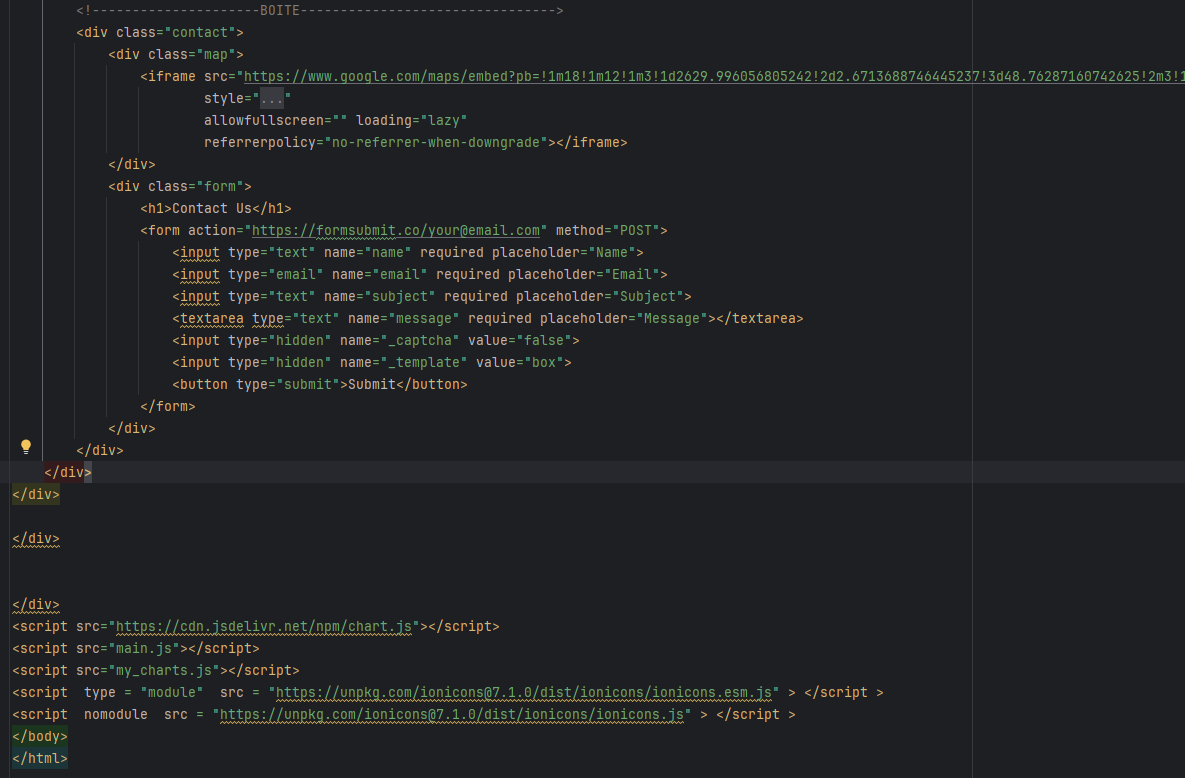 <!---------------------BOITE-------------------------------->
<div class="contact">
<div class="map">
<iframe src="https://www.google.com/maps/embed?pb=!1m18!1m12!1m3!1d2629.996056805242!2d2.6713688746445237!3d48.76287160742625!2m3!1
style="..."
allowfullscreen="" loading="lazy"
referrerpolicy="no-referrer-when-downgrade"></iframe>
</div>
<div class="form">
<h1>Contact Us</h1>
<form action="https://formsubmit.co/your@email.com" method="POST">
<input type="text" name="name" required placeholder="Name">
<input type="email" name="email" required placeholder="Email">
<input type="text" name="subject" required placeholder="Subject">
<textarea type="text" name="message" required placeholder="Message"></textarea>
<input type="hidden" name="_captcha" value="false">
<input type="hidden" name="_template" value="box">
<button type="submit">Submit</button>
</form>
</div>
</div>
</div>
</div>
</div>
</div>
<script src="https://cdn.jsdelivr.net/npm/chart.js"></script>
<script src="main.js"></script>
<script src="my_charts.js"></script>
<script  type = "module"  src = "https://unpkg.com/ionicons@7.1.0/dist/ionicons/ionicons.esm.js" > </script >
<script  nomodule  src = "https://unpkg.com/ionicons@7.1.0/dist/ionicons/ionicons.js" > </script >
</body>
</html>